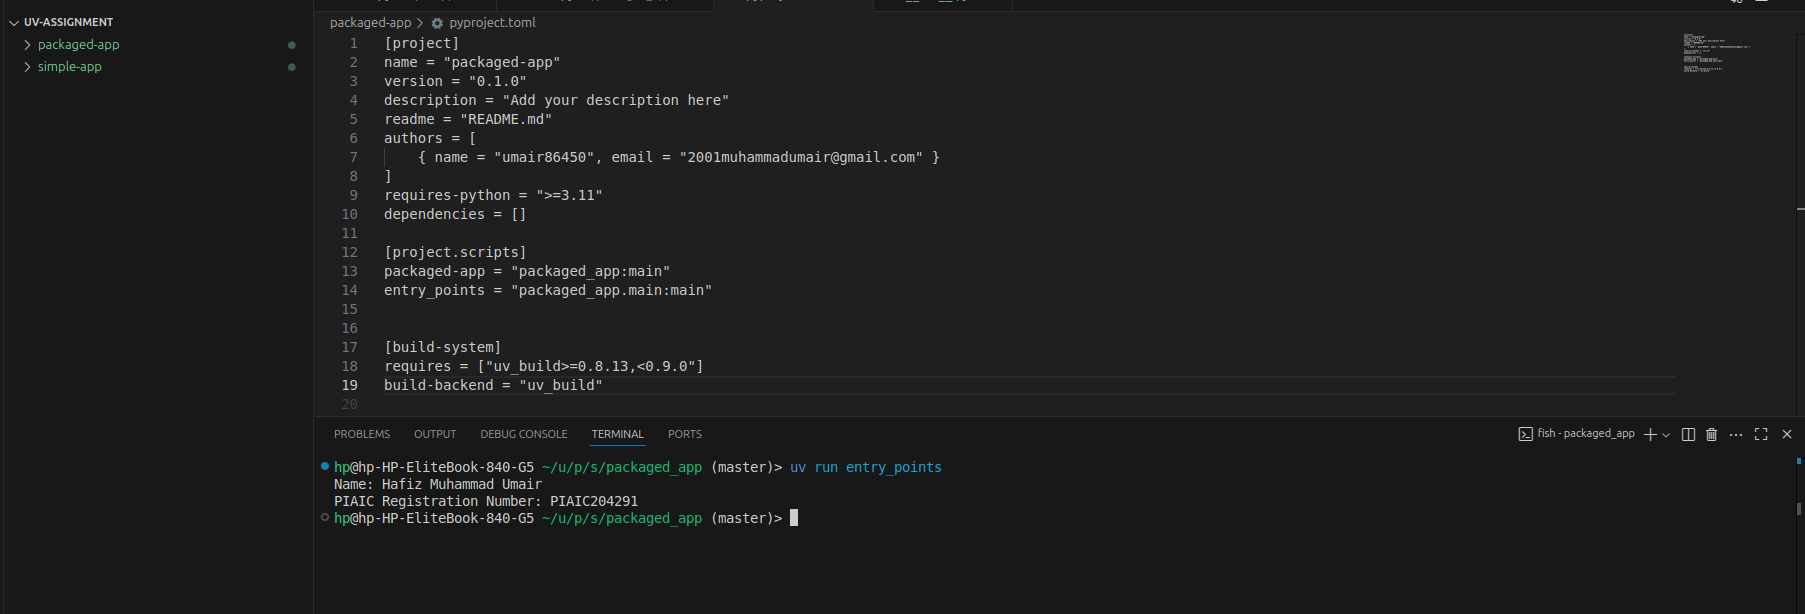 UV-ASSIGNMENT
packaged-app
simple-app
packaged-app > pyproject.toml
1 [project]
2 name = "packaged-app"
3 version = "0.1.0"
4 description = "Add your description here"
5 readme = "README.md"
6 authors = [
7     { name = "umair86450", email = "2001muhammadumair@gmail.com" }
8 ]
9 requires-python = ">=3.11"
10 dependencies = []
11
12 [project.scripts]
13 packaged-app = "packaged_app:main"
14 entry_points = "packaged_app.main:main"
15
16
17 [build-system]
18 requires = ["uv_build>=0.8.13,<0.9.0"]
19 build-backend = "uv_build"
20
PROBLEMS OUTPUT DEBUG CONSOLE TERMINAL PORTS fish - packaged_app
hp@hp-HP-EliteBook-840-G5 ~/u/p/s/packaged_app (master)> uv run entry_points
Name: Hafiz Muhammad Umair
PIAIC Registration Number: PIAIC204291
hp@hp-HP-EliteBook-840-G5 ~/u/p/s/packaged_app (master)>